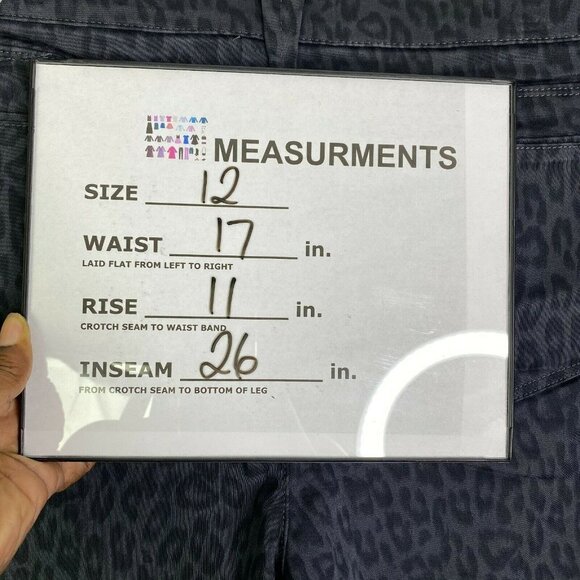 MEASURMENTS
SIZE 12
WAIST 17 in.
LAID FLAT FROM LEFT TO RIGHT
RISE 11 in.
CROTCH SEAM TO WAIST BAND
INSEAM 26 in.
FROM CROTCH SEAM TO BOTTOM OF LEG